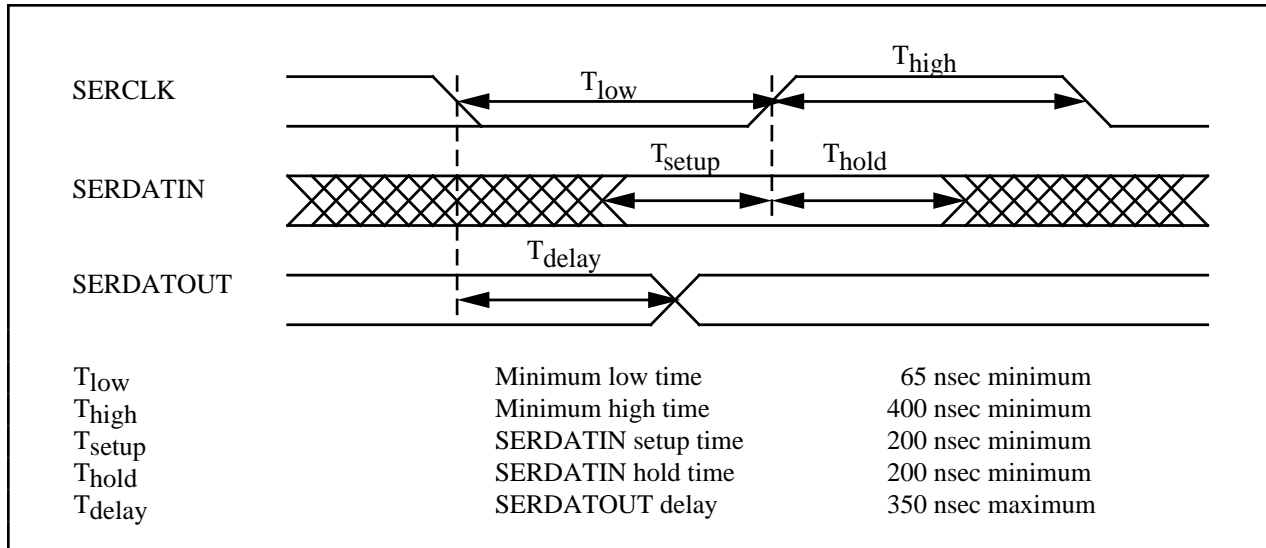 SERCLK
T_low
T_high
SERDATIN
T_setup
T_hold
SERDATOUT
T_delay
T_low Minimum low time 65 nsec minimum
T_high Minimum high time 400 nsec minimum
T_setup SERDATIN setup time 200 nsec minimum
T_hold SERDATIN hold time 200 nsec minimum
T_delay SERDATOUT delay 350 nsec maximum